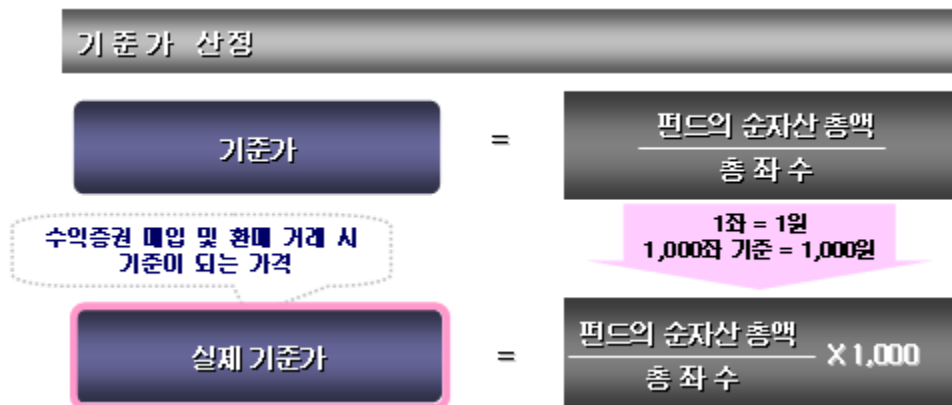 기준가 산정
기준가
=
펀드의 순자산 총액
총 좌 수
수익증권 매입 및 환매 거래 시
기준이 되는 가격
1좌 = 1원
1,000좌 기준 = 1,000원
실제 기준가
=
펀드의 순자산 총액
총 좌 수
X 1,000